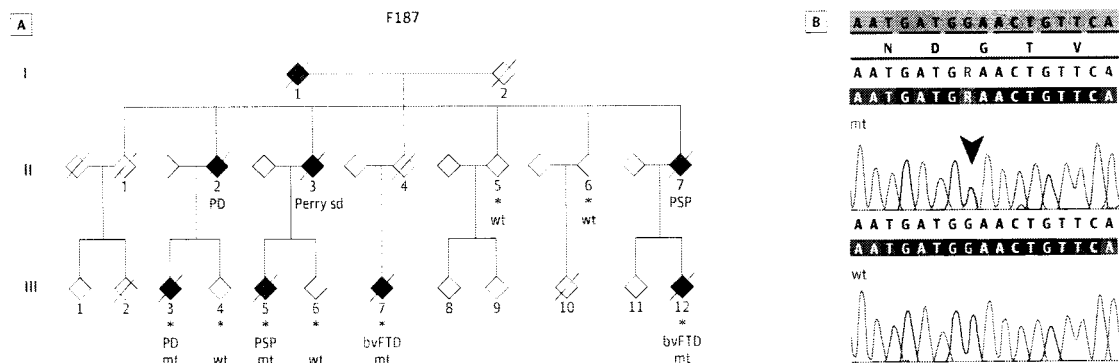 F187
A
I
1
2
II
1
2
3
4
5
6
7
PD
Perry sd
*
*
PSP
wt
wt
III
1
2
3
4
5
6
7
8
9
10
11
12
*
*
*
*
*
*
PD
PSP
bvFTD
bvFTD
mt
wt
mt
wt
mt
mt
B
AATGATGGAACTGTTCA
N D G T V
AATGATGRAACTGTTCA
AATGATGRAACTGTTCA
mt
AATGATGGAACTGTTCA
AATGATGGAACTGTTCA
wt